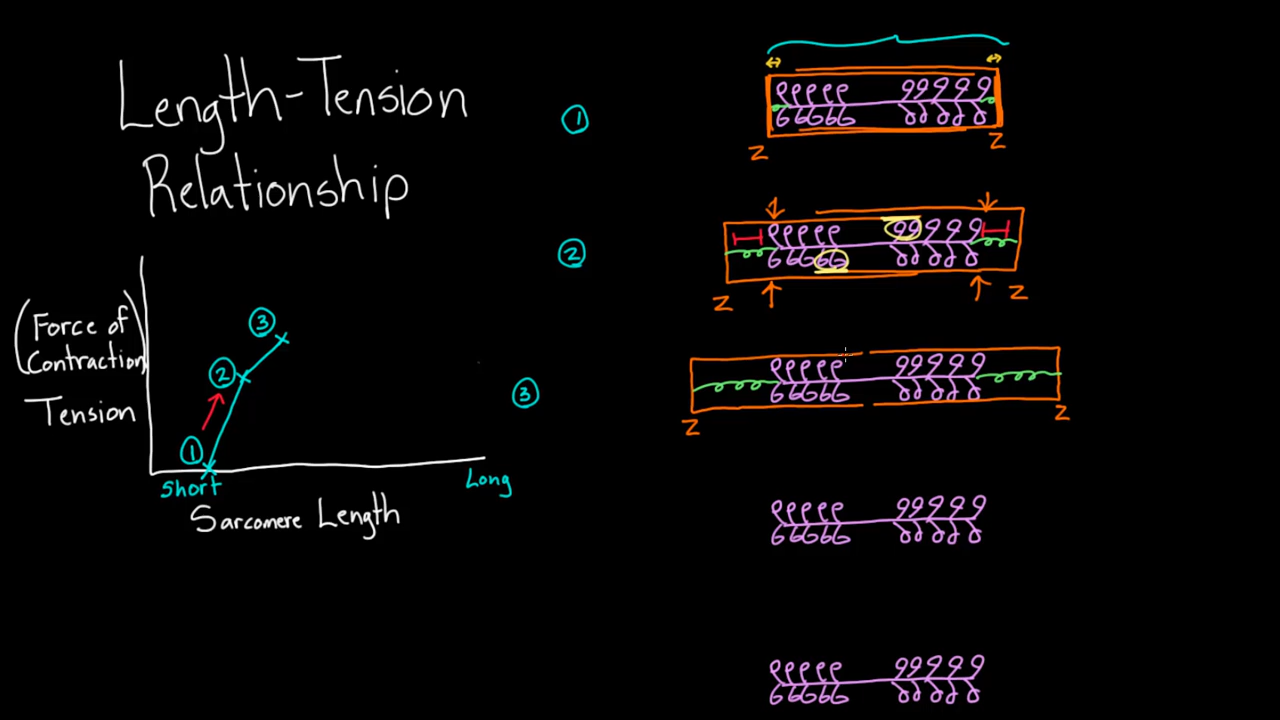 Length-Tension
Relationship
(Force of
Contraction)
Tension
1
2
3
Short
Long
Sarcomere Length
1
Z
Z
2
Z
Z
3
Z
Z